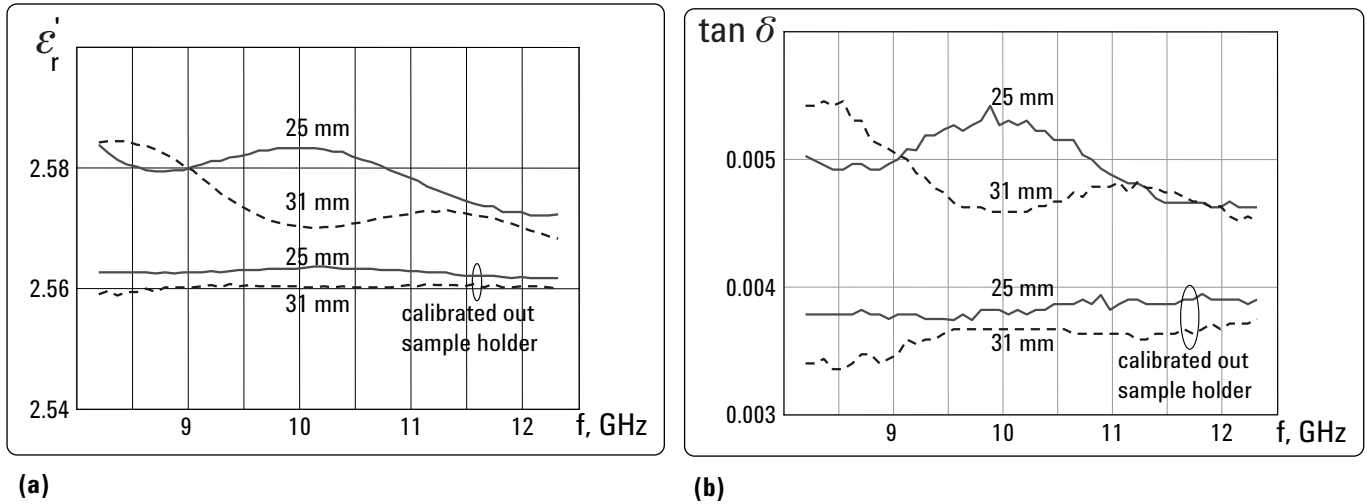 ε'r
25 mm
2.58
31 mm
25 mm
2.56
31 mm
calibrated out
sample holder
2.54
9
10
11
12
f, GHz
(a)
tan δ
25 mm
0.005
31 mm
25 mm
0.004
31 mm
calibrated out
sample holder
0.003
9
10
11
12
f, GHz
(b)